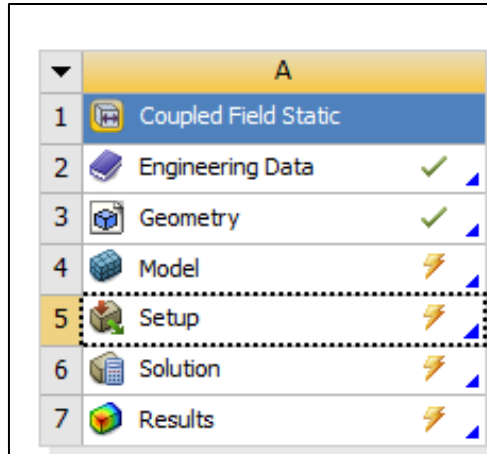 A
1 Coupled Field Static
2 Engineering Data
3 Geometry
4 Model
5 Setup
6 Solution
7 Results